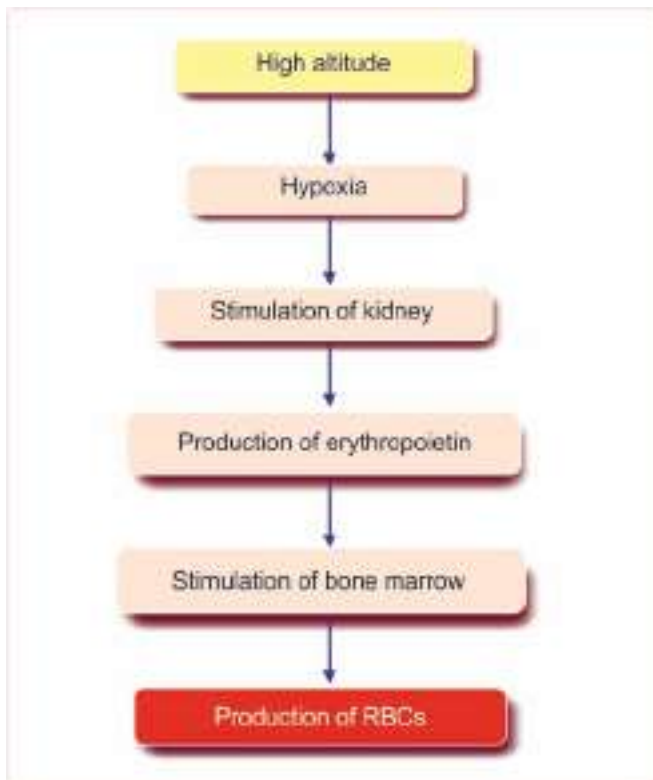 High altitude
Hypoxia
Stimulation of kidney
Production of erythropoietin
Stimulation of bone marrow
Production of RBCs